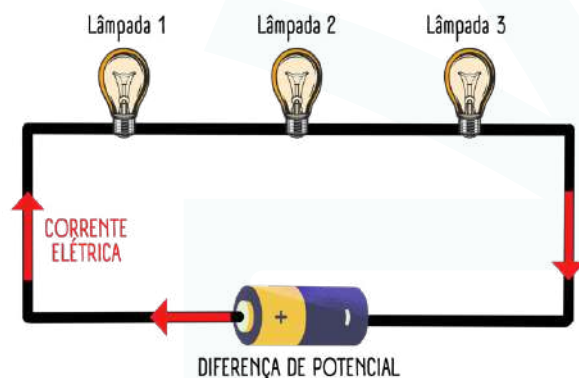 Lâmpada 1
Lâmpada 2
Lâmpada 3
CORRENTE
ELÉTRICA
+
-
DIFERENÇA DE POTENCIAL